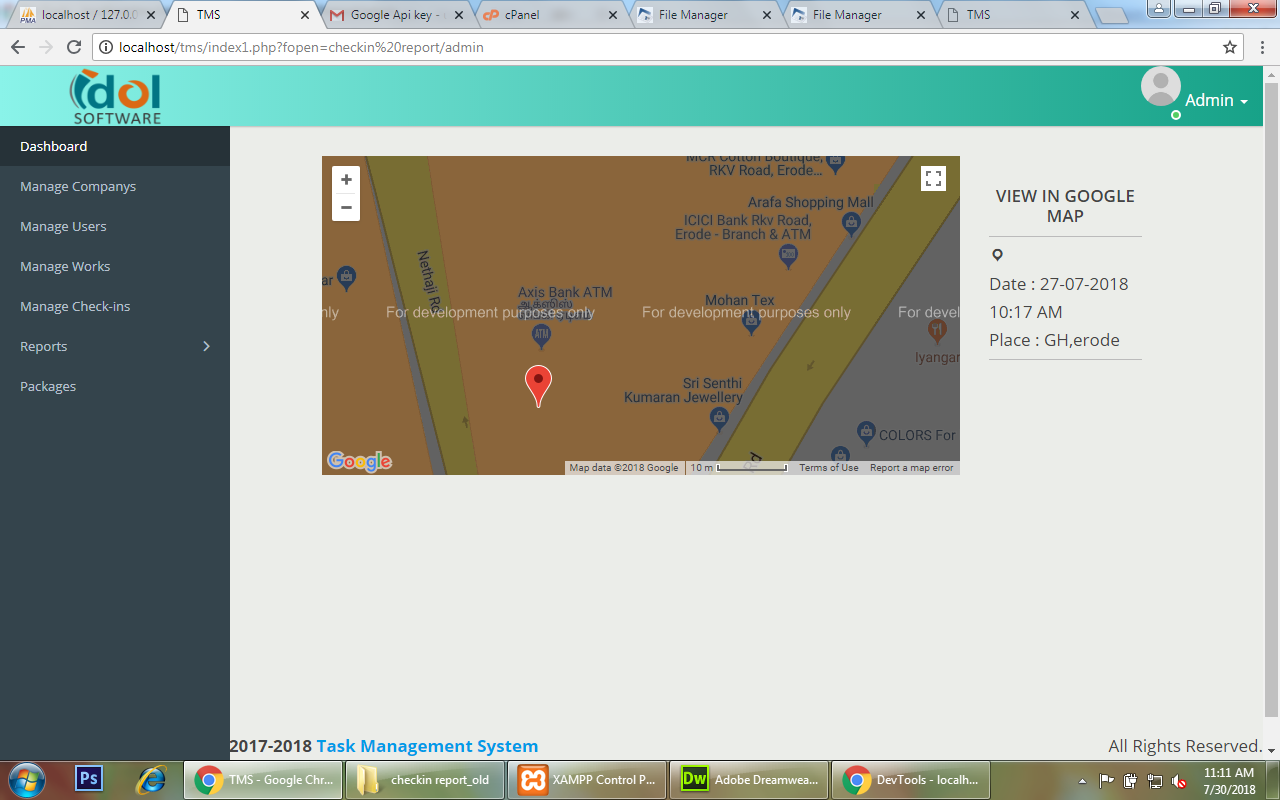 localhost / 127.0.0
TMS
Google Api key -
cPanel
File Manager
File Manager
TMS
localhost/tms/index1.php?fopen=checkin%20report/admin
idol
SOFTWARE
Admin
Dashboard
Manage Companys
Manage Users
Manage Works
Manage Check-ins
Reports
Packages
MCR Cotton Boutique,
RKV Road, Erode...
Arafa Shopping Mall
ICICI Bank Rkv Road,
Erode - Branch & ATM
Nethaji Rd
ar
Axis Bank ATM
Mohan Tex
nly
For development purposes only
For development purposes only
For devel
Iyangar
Sri Senthi
Kumaran Jewellery
COLORS For
Rd
Google
Map data ©2018 Google
10 m
Terms of Use
Report a map error
VIEW IN GOOGLE
MAP
Date : 27-07-2018
10:17 AM
Place : GH,erode
2017-2018 Task Management System
All Rights Reserved.
Ps
TMS - Google Chr...
checkin report_old
XAMPP Control P...
Dw
Adobe Dreamwea...
DevTools - localh...
11:11 AM
7/30/2018